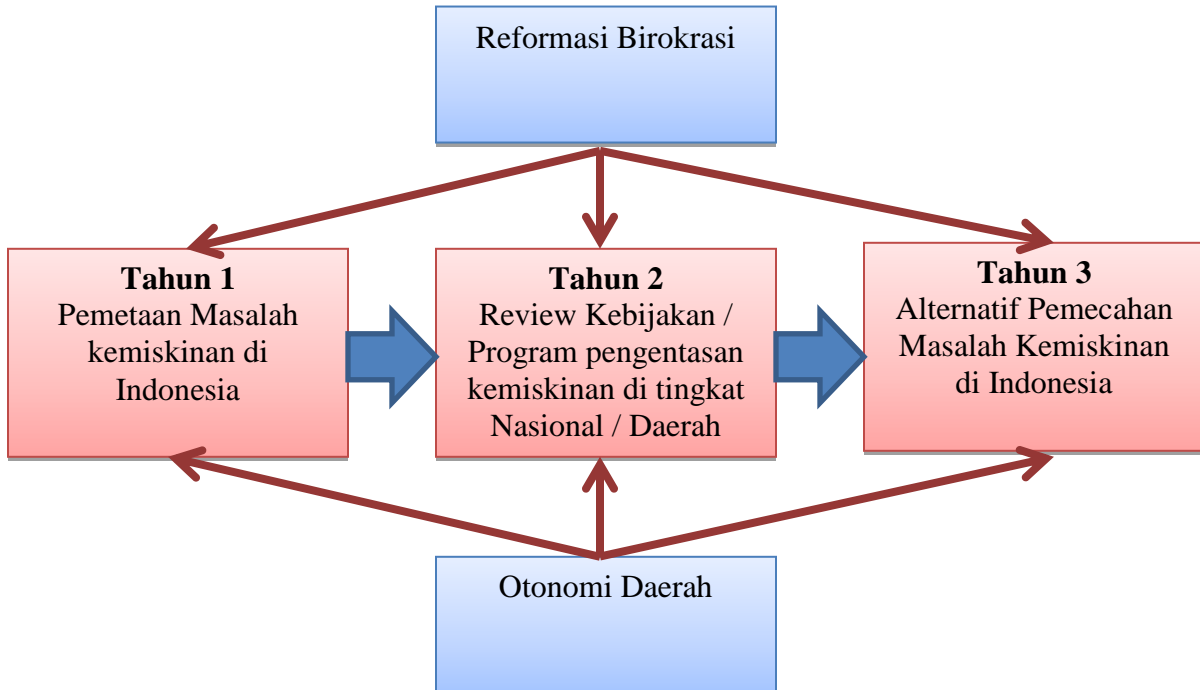 Reformasi Birokrasi
Tahun 1
Pemetaan Masalah
kemiskinan di
Indonesia
Tahun 2
Review Kebijakan /
Program pengentasan
kemiskinan di tingkat
Nasional / Daerah
Tahun 3
Alternatif Pemecahan
Masalah Kemiskinan
di Indonesia
Otonomi Daerah